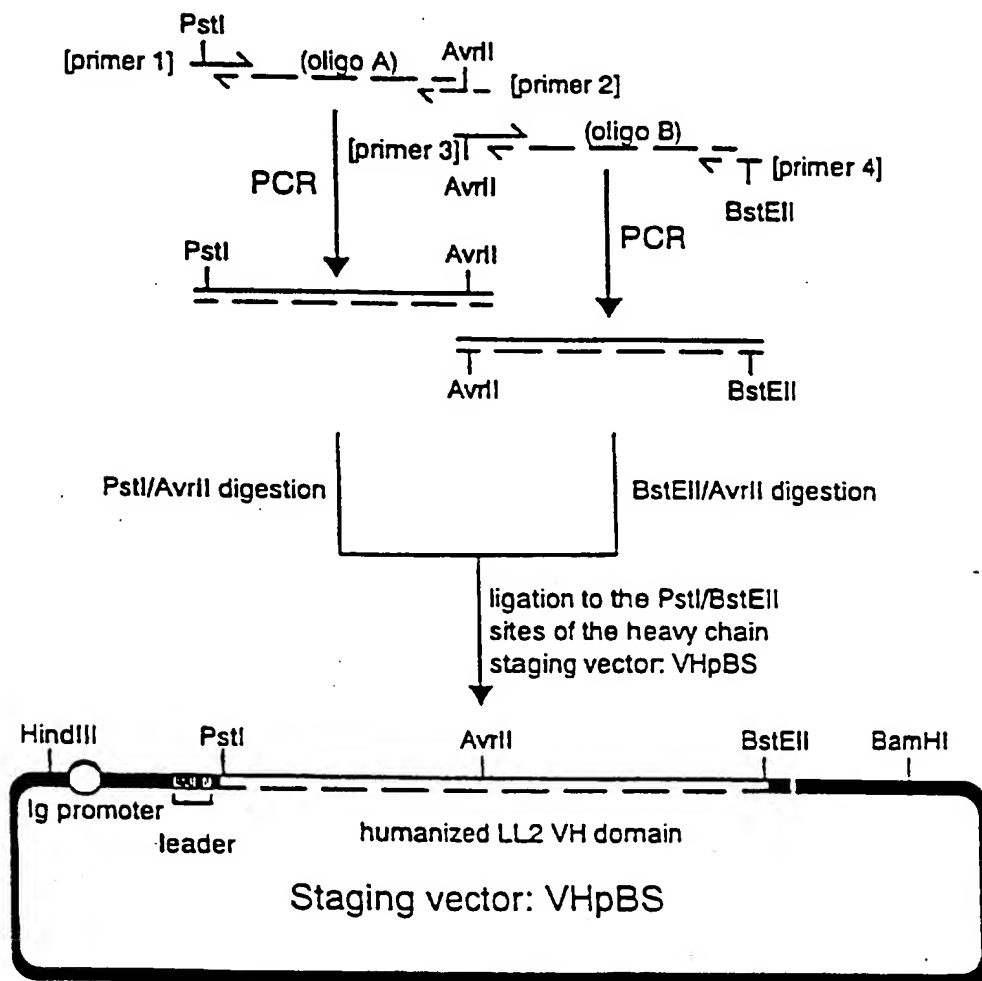 PstI
[primer 1]
(oligo A)
AvrII
[primer 2]
[primer 3]
(oligo B)
[primer 4]
AvrII
BstEII
PCR
PCR
PstI
AvrII
AvrII
BstEII
PstI/AvrII digestion
BstEII/AvrII digestion
ligation to the PstI/BstEII
sites of the heavy chain
staging vector: VHpBS
HindIII
PstI
AvrII
BstEII
BamHI
Ig promoter
leader
humanized LL2 VH domain
Staging vector: VHpBS